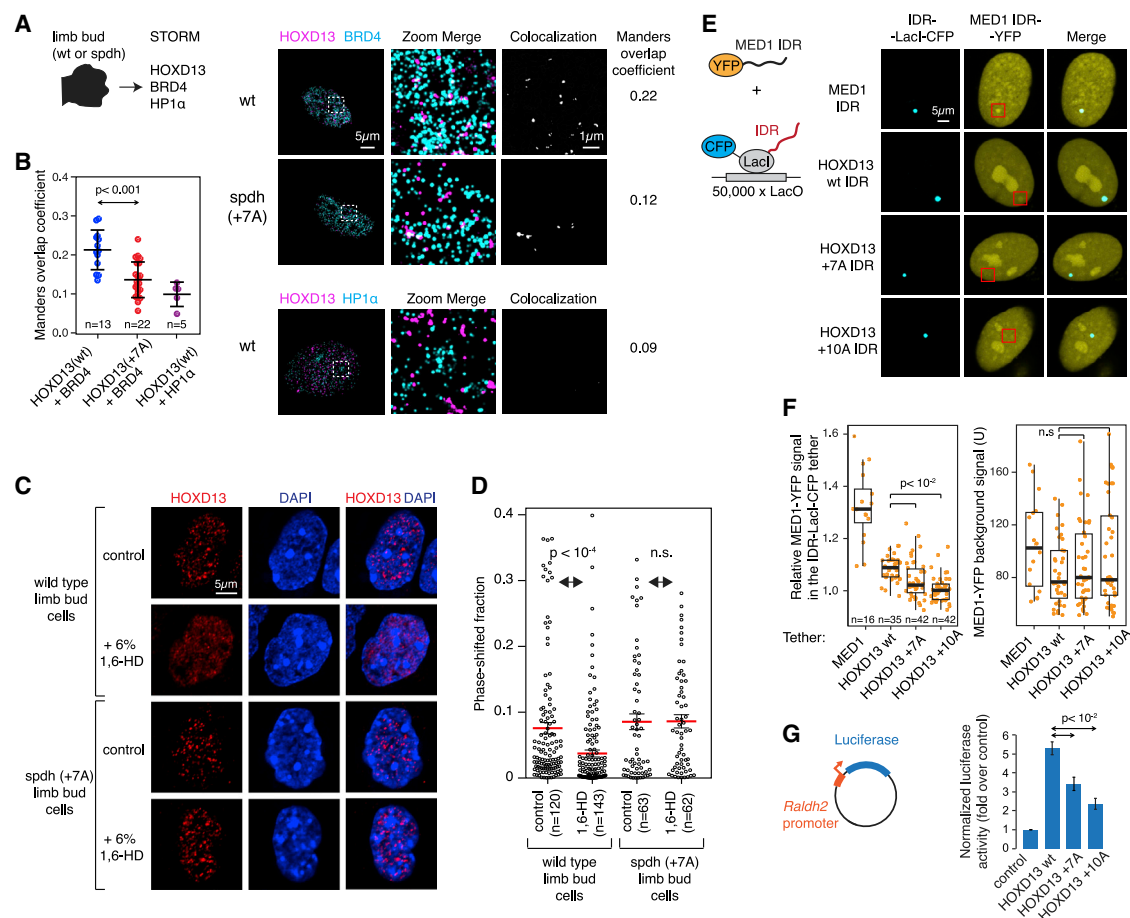 A
limb bud
(wt or spdh)
STORM
HOXD13
BRD4
HP1α
HOXD13 BRD4
Zoom Merge
Colocalization
Manders
overlap
coefficient
wt
5μm
1μm
0.22
spdh
(+7A)
0.12
HOXD13 HP1α
Zoom Merge
Colocalization
wt
0.09
B
Manders overlap coefficient
0.4
0.3
0.2
0.1
0.0
p< 0.001
n=13
n=22
n=5
HOXD13(wt)
+ BRD4
HOXD13(+7A)
+ BRD4
HOXD13(wt)
+ HP1α
C
HOXD13
DAPI
HOXD13 DAPI
control
5μm
wild type
limb bud
cells
+ 6%
1,6-HD
control
spdh (+7A)
limb bud
cells
+ 6%
1,6-HD
D
Phase-shifted fraction
0.4
0.3
0.2
0.1
0
p < 10-4
n.s.
control
(n=120)
1,6-HD
(n=143)
control
(n=63)
1,6-HD
(n=62)
wild type
limb bud
cells
spdh (+7A)
limb bud
cells
E
YFP
MED1 IDR
+
IDR
CFP
LacI
50,000 x LacO
IDR-
-LacI-CFP
MED1 IDR-
-YFP
Merge
MED1
IDR
5μm
HOXD13
wt IDR
HOXD13
+7A IDR
HOXD13
+10A IDR
F
Relative MED1-YFP signal
in the IDR-LacI-CFP tether
1.6
1.4
1.2
1.0
p< 10-2
n=16
n=35
n=42
n=42
Tether:
MED1
HOXD13 wt
HOXD13 +7A
HOXD13 +10A
MED1-YFP background signal (U)
160
120
80
n.s
MED1
HOXD13 wt
HOXD13 +7A
HOXD13 +10A
G
Luciferase
Raldh2
promoter
Normalized luciferase
activity (fold over control)
6
5
4
3
2
1
0
p< 10-2
control
HOXD13 wt
HOXD13 +7A
HOXD13 +10A